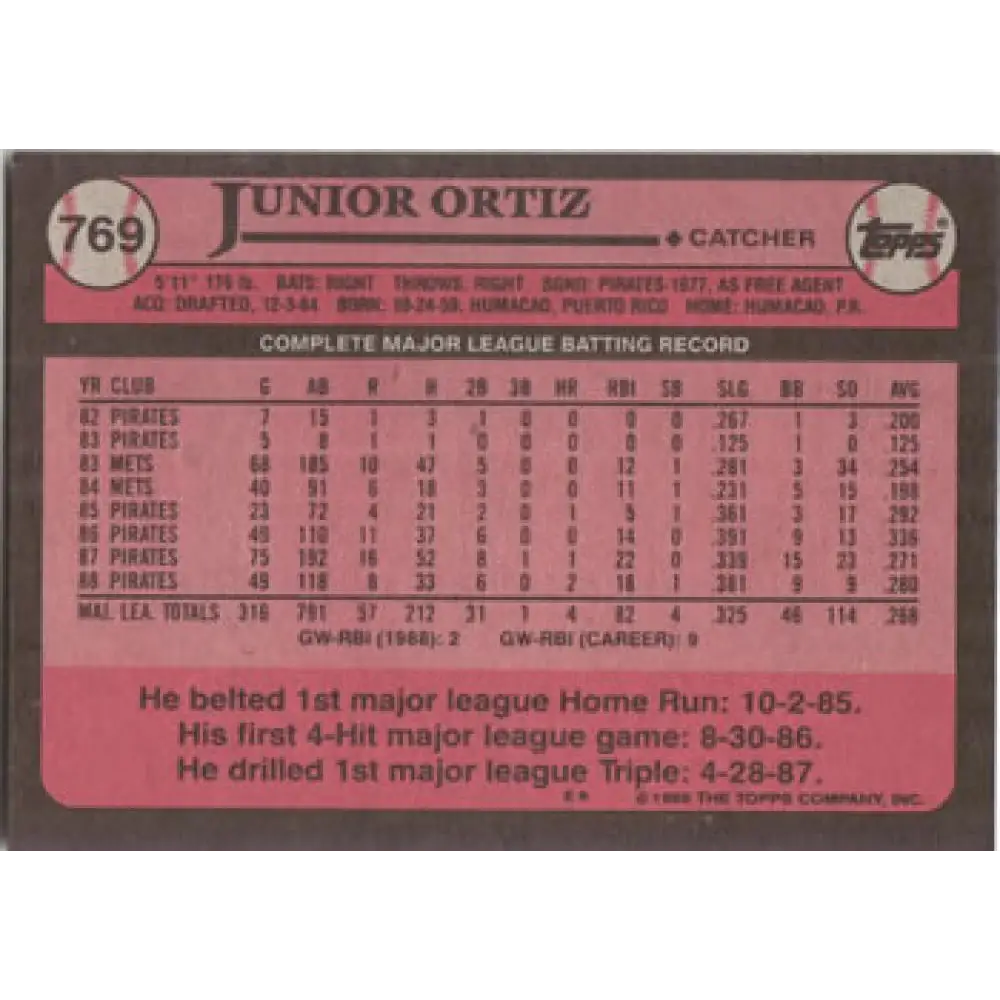 769
JUNIOR ORTIZ
CATCHER
topps®
5'11" 176 lb. BATS: RIGHT THROWS: RIGHT SGND: PIRATES-1977, AS FREE AGENT
ACQ: DRAFTED, 12-3-84 BORN: 10-24-59, HUMACAO, PUERTO RICO HOME: HUMACAO, P.R.
COMPLETE MAJOR LEAGUE BATTING RECORD
YR CLUB G AB R H 2B 3B HR RBI SB SLG BB SO AVG
82 PIRATES 7 15 1 3 1 0 0 0 0 .267 1 3 .200
83 PIRATES 5 8 1 1 0 0 0 0 0 .125 1 0 .125
83 METS 68 185 10 47 5 0 0 12 1 .281 3 34 .254
84 METS 40 91 6 18 3 0 0 11 1 .231 5 15 .198
85 PIRATES 23 72 4 21 2 0 1 5 1 .361 3 17 .292
86 PIRATES 49 110 11 37 6 0 0 14 0 .391 9 13 .336
87 PIRATES 75 192 16 52 8 1 1 22 0 .339 15 23 .271
88 PIRATES 49 118 8 33 6 0 2 18 1 .381 9 9 .280
MAJ. LEA. TOTALS 316 791 57 212 31 1 4 82 4 .325 46 114 .268
GW-RBI (1988): 2 GW-RBI (CAREER): 9
He belted 1st major league Home Run: 10-2-85.
His first 4-Hit major league game: 8-30-86.
He drilled 1st major league Triple: 4-28-87.
© 1989 THE TOPPS COMPANY, INC.